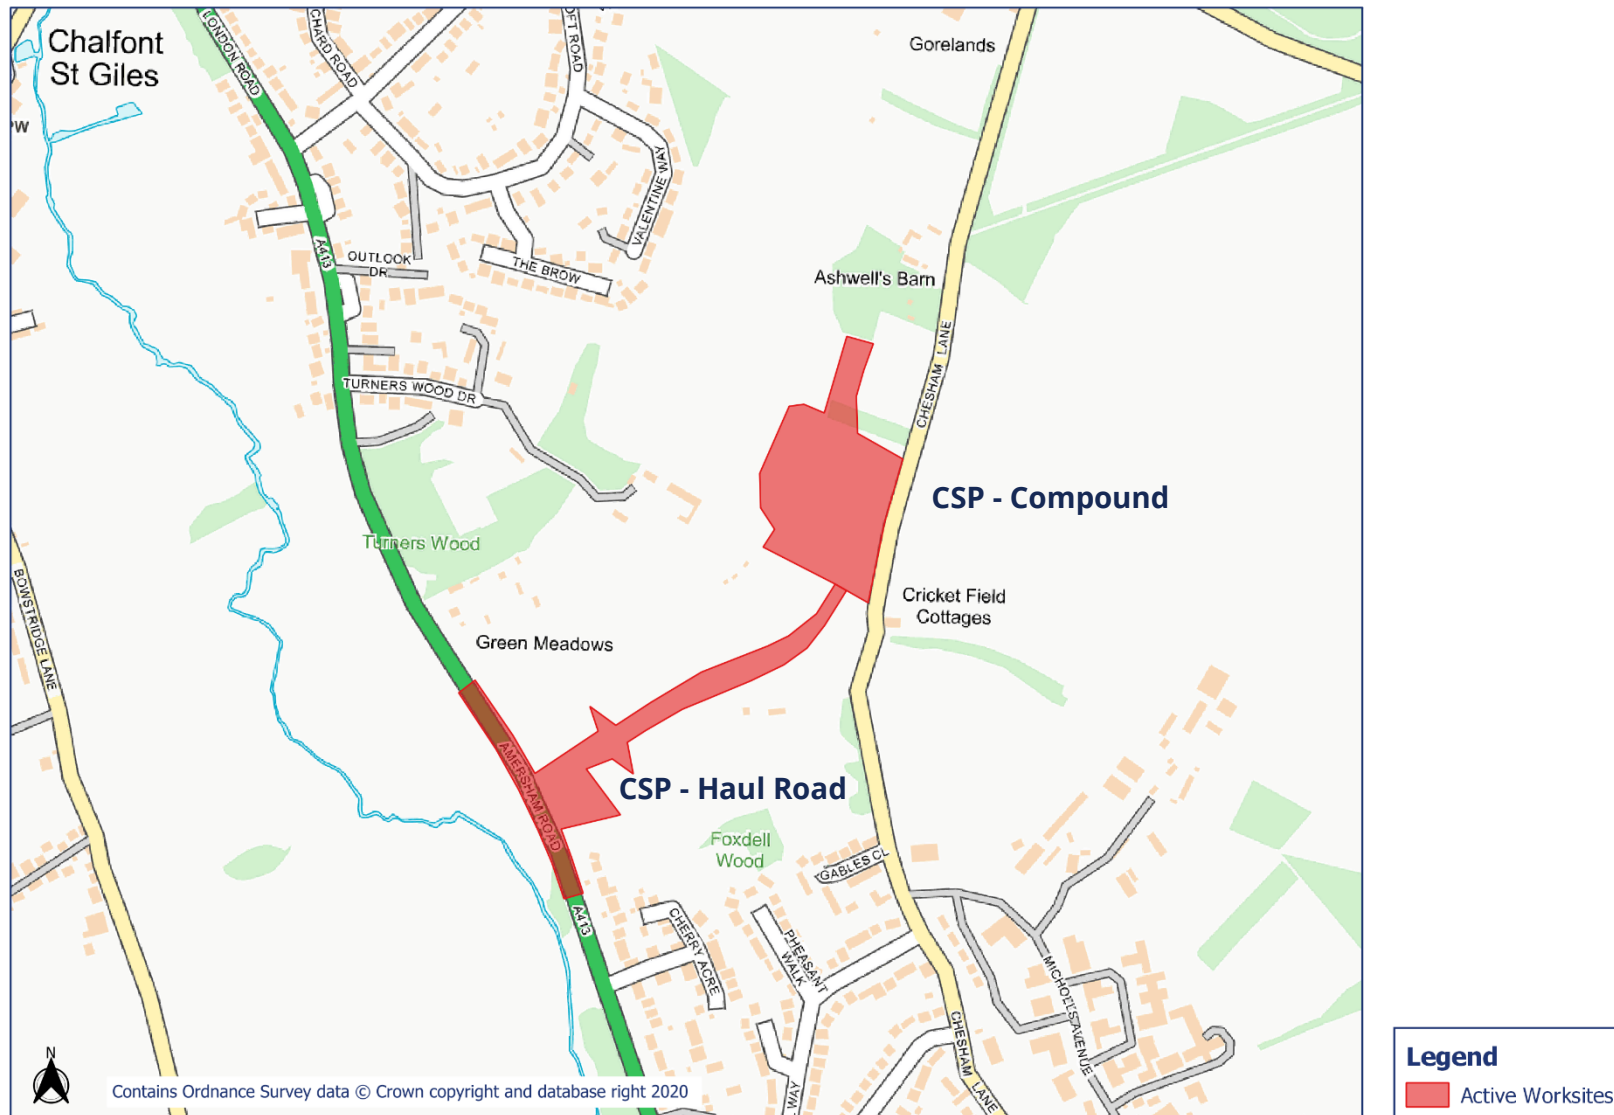 Chalfont
St Giles
LONDON ROAD
CHARD ROAD
OFT ROAD
Gorelands
PW
VALENTINE WAY
A413
OUTLOOK
DR
THE BROW
Ashwell's Barn
CHESHAM LANE
TURNERS WOOD DR
CSP - Compound
Turners Wood
BOWSTRIDGE LANE
Cricket Field
Cottages
Green Meadows
AMERSHAM ROAD
CSP - Haul Road
Foxdell
Wood
GABLES CL
A413
CHERRY ACRE
PHEASANT
WALK
MICHOLLS AVENUE
CHESHAM LANE
WAY
N
Contains Ordnance Survey data © Crown copyright and database right 2020
Legend
Active Worksites